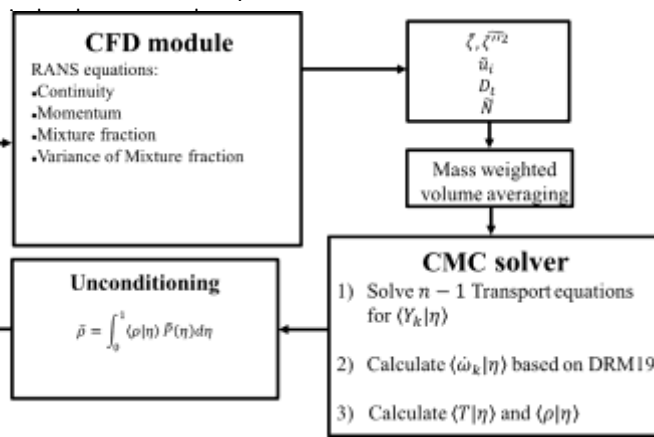 CFD module
RANS equations:
•Continuity
•Momentum
•Mixture fraction
•Variance of Mixture fraction
ζ̃, ζ̃″²
ũᵢ
Dₜ
Ñ
Mass weighted
volume averaging
CMC solver
1) Solve n − 1 Transport equations
for ⟨Yₖ|η⟩
2) Calculate ⟨ω̇ₖ|η⟩ based on DRM19
3) Calculate ⟨T|η⟩ and ⟨ρ|η⟩
Unconditioning
ρ̄ = ∫₀¹ ⟨ρ|η⟩ P̃(η)dη